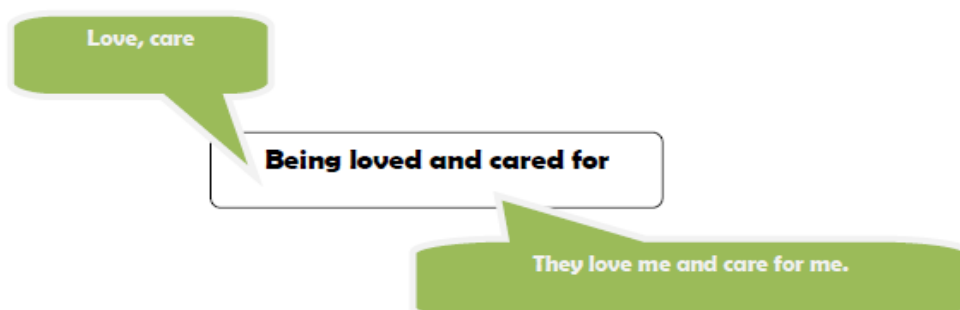 Love, care
Being loved and cared for
They love me and care for me.